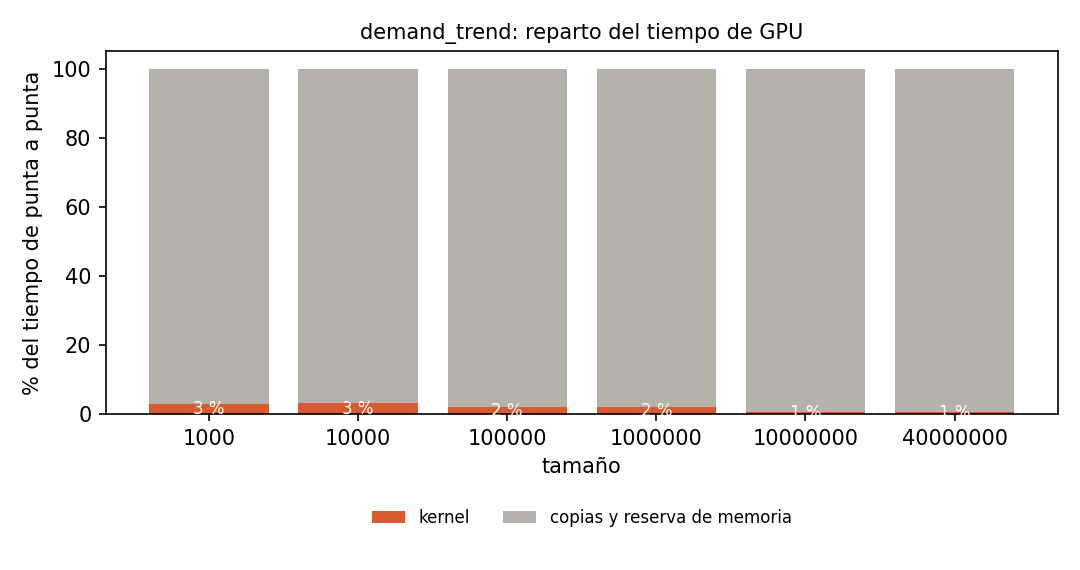 demand_trend: reparto del tiempo de GPU
% del tiempo de punta a punta
100
80
60
40
20
0
3 % 3 % 2 % 2 % 1 % 1 %
1000 10000 100000 1000000 10000000 40000000
tamaño
kernel copias y reserva de memoria